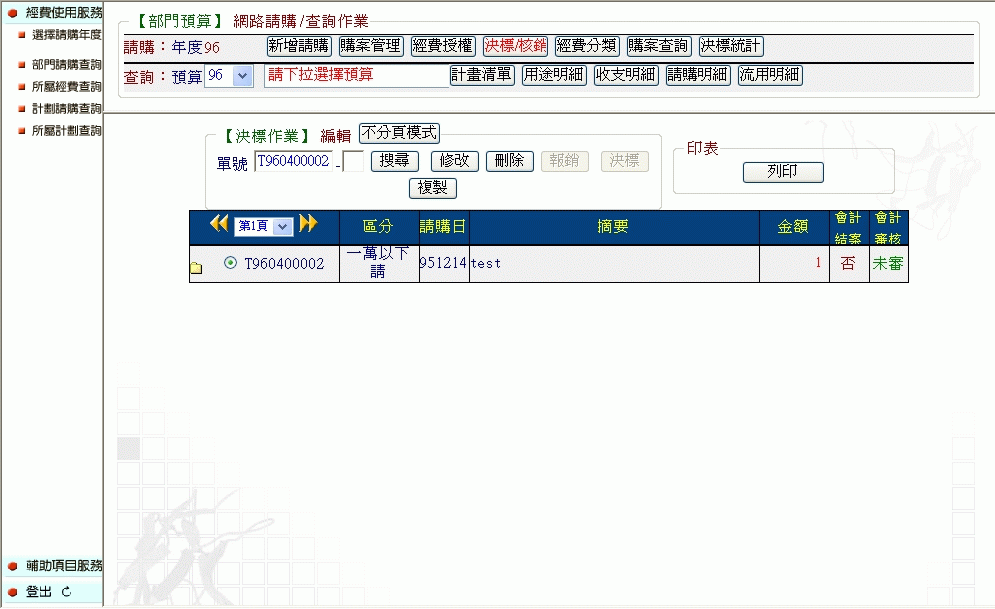 經費使用服務
選擇請購年度
部門請購查詢
所屬經費查詢
計劃請購查詢
所屬計劃查詢
輔助項目服務
登出
【部門預算】 網路請購/查詢作業
請購：年度96 新增請購 購案管理 經費授權 決標/核銷 經費分類 購案查詢 決標統計
查詢：預算 96 請下拉選擇預算 計畫清單 用途明細 收支明細 請購明細 流用明細
【決標作業】 編輯 不分頁模式
單號 T960400002 - 搜尋 修改 刪除 報銷 決標
複製
印表
列印
第1頁 區分 請購日 摘要 金額 會計結案 會計審核
T960400002 一萬以下請 951214 test 1 否 未審